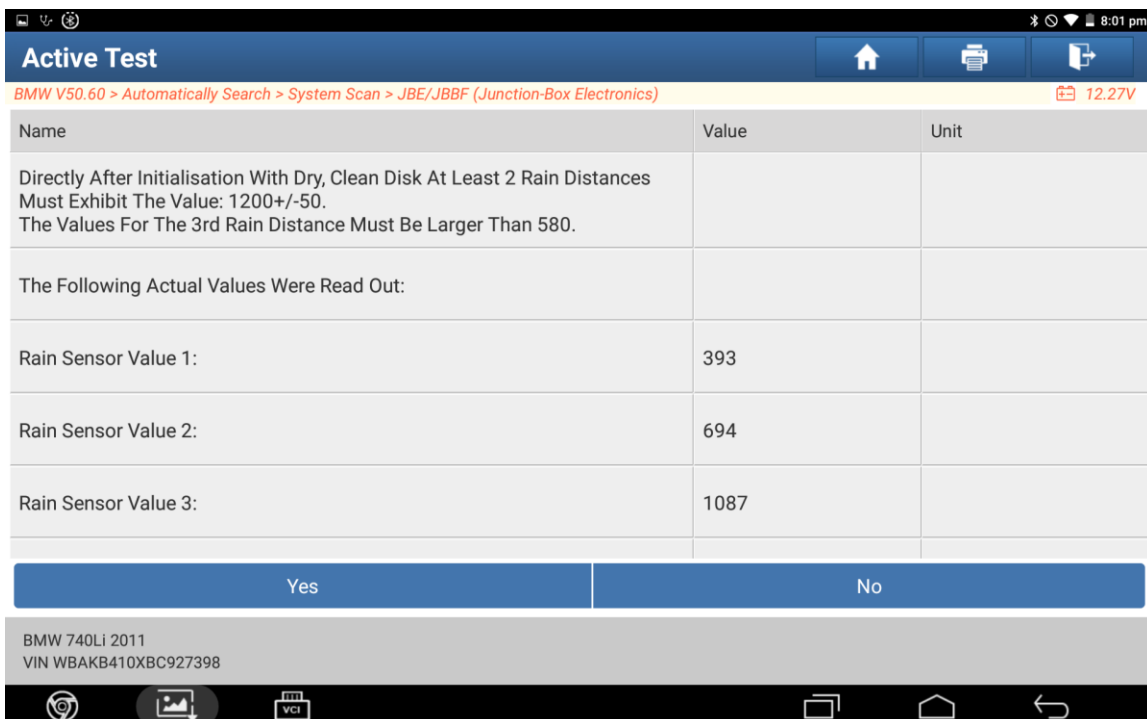 8:01 pm
Active Test
BMW V50.60 > Automatically Search > System Scan > JBE/JBBF (Junction-Box Electronics)
12.27V
Name Value Unit
Directly After Initialisation With Dry, Clean Disk At Least 2 Rain Distances
Must Exhibit The Value: 1200+/-50.
The Values For The 3rd Rain Distance Must Be Larger Than 580.
The Following Actual Values Were Read Out:
Rain Sensor Value 1: 393
Rain Sensor Value 2: 694
Rain Sensor Value 3: 1087
Yes No
BMW 740Li 2011
VIN WBAKB410XBC927398
VCI